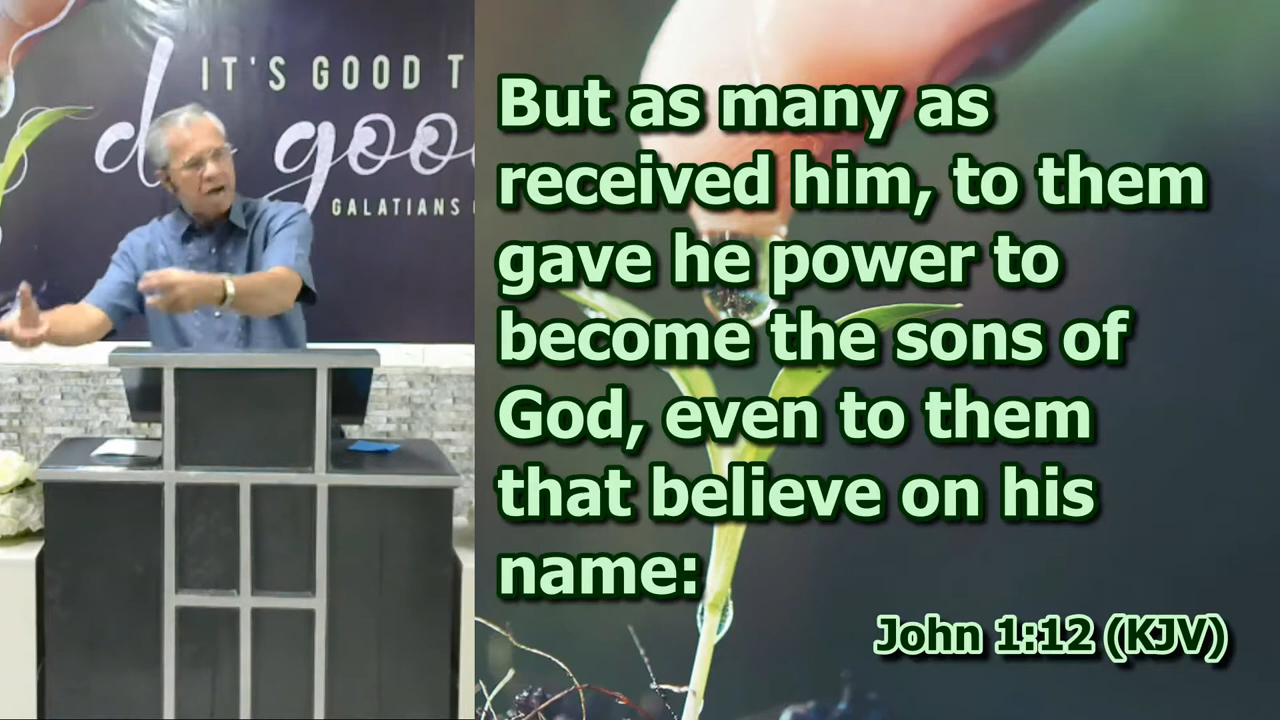 IT'S GOOD T
do goo
GALATIANS
But as many as
received him, to them
gave he power to
become the sons of
God, even to them
that believe on his
name:
John 1:12 (KJV)